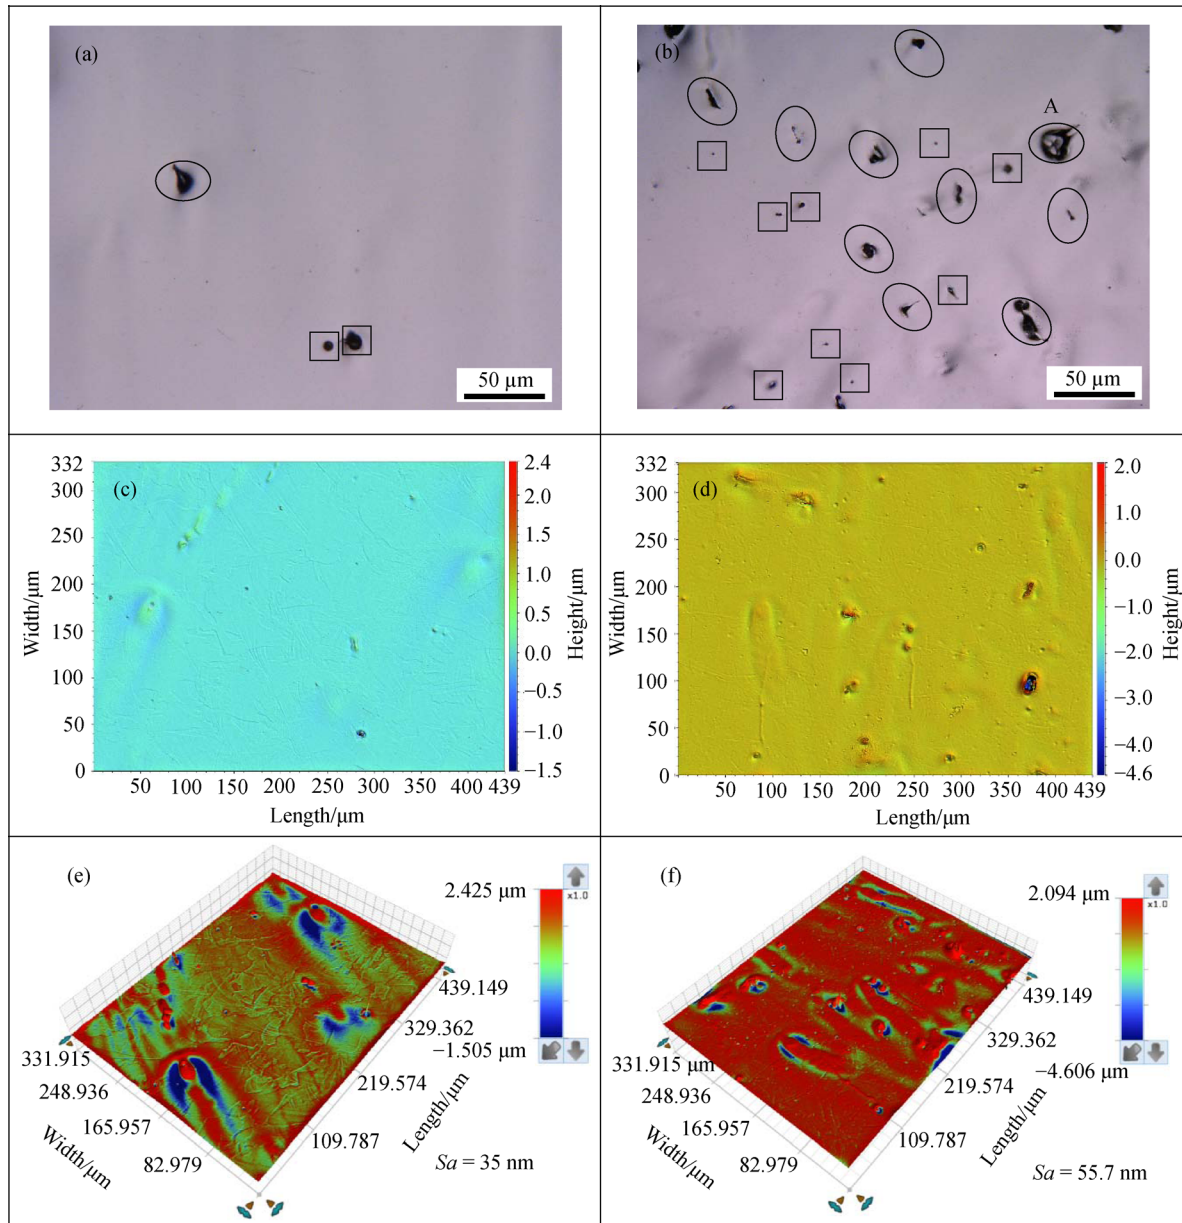 (a)
50 µm
(b)
A
50 µm
(c)
332
300
250
200
150
100
50
0
Width/µm
50 100 150 200 250 300 350 400 439
Length/µm
2.4
2.0
1.5
1.0
0.5
0.0
−0.5
−1.0
−1.5
Height/µm
(d)
332
300
250
200
150
100
50
0
Width/µm
50 100 150 200 250 300 350 400 439
Length/µm
2.0
1.0
0.0
−1.0
−2.0
−3.0
−4.0
−4.6
Height/µm
(e)
2.425 µm
x1.0
−1.505 µm
439.149
329.362
219.574
109.787
Length/µm
331.915
248.936
165.957
82.979
Width/µm
Sa = 35 nm
(f)
2.094 µm
x1.0
−4.606 µm
439.149
329.362
219.574
109.787
Length/µm
331.915 µm
248.936
165.957
82.979
Width/µm
Sa = 55.7 nm